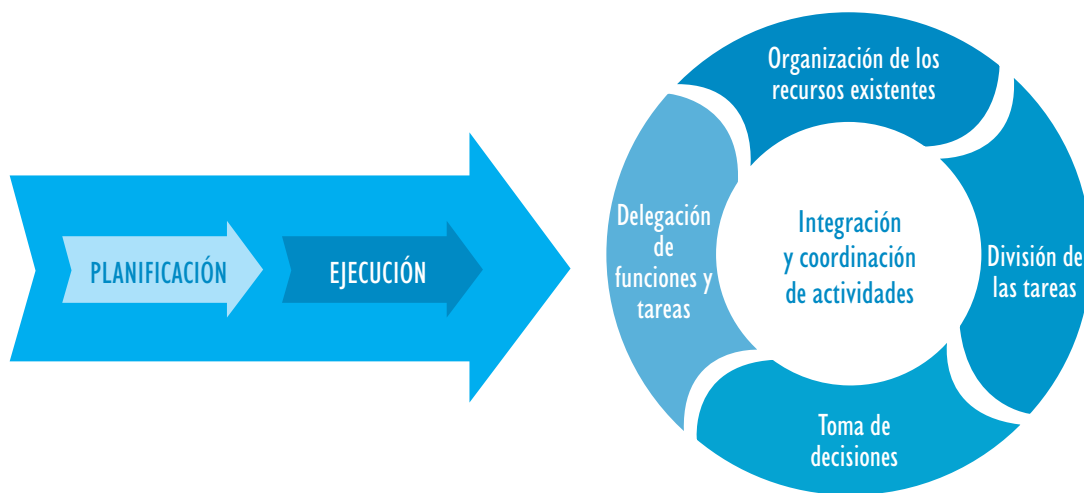 PLANIFICACIÓN
EJECUCIÓN
Organización de los
recursos existentes
División de
las tareas
Toma de
decisiones
Delegación
de
funciones y
tareas
Integración
y coordinación
de actividades